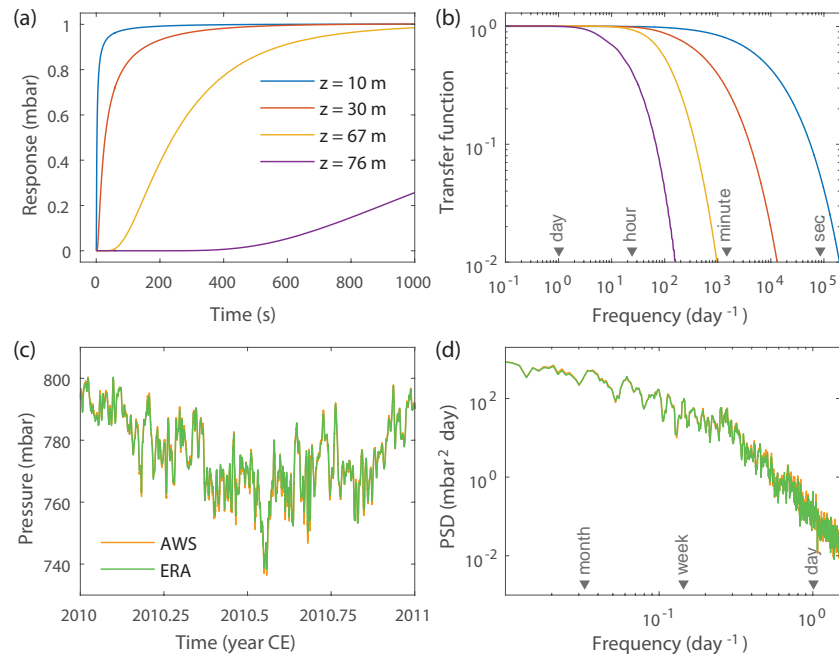 (a)
1
0.8
0.6
0.4
0.2
0
Response (mbar)
z = 10 m
z = 30 m
z = 67 m
z = 76 m
0 200 400 600 800 1000
Time (s)
(b)
10^0
10^-1
10^-2
Transfer function
day
hour
minute
sec
10^-1 10^0 10^1 10^2 10^3 10^4 10^5
Frequency (day^-1)
(c)
800
780
760
740
Pressure (mbar)
AWS
ERA
2010 2010.25 2010.5 2010.75 2011
Time (year CE)
(d)
10^2
10^0
10^-2
PSD (mbar^2 day)
month
week
day
10^-1 10^0
Frequency (day^-1)